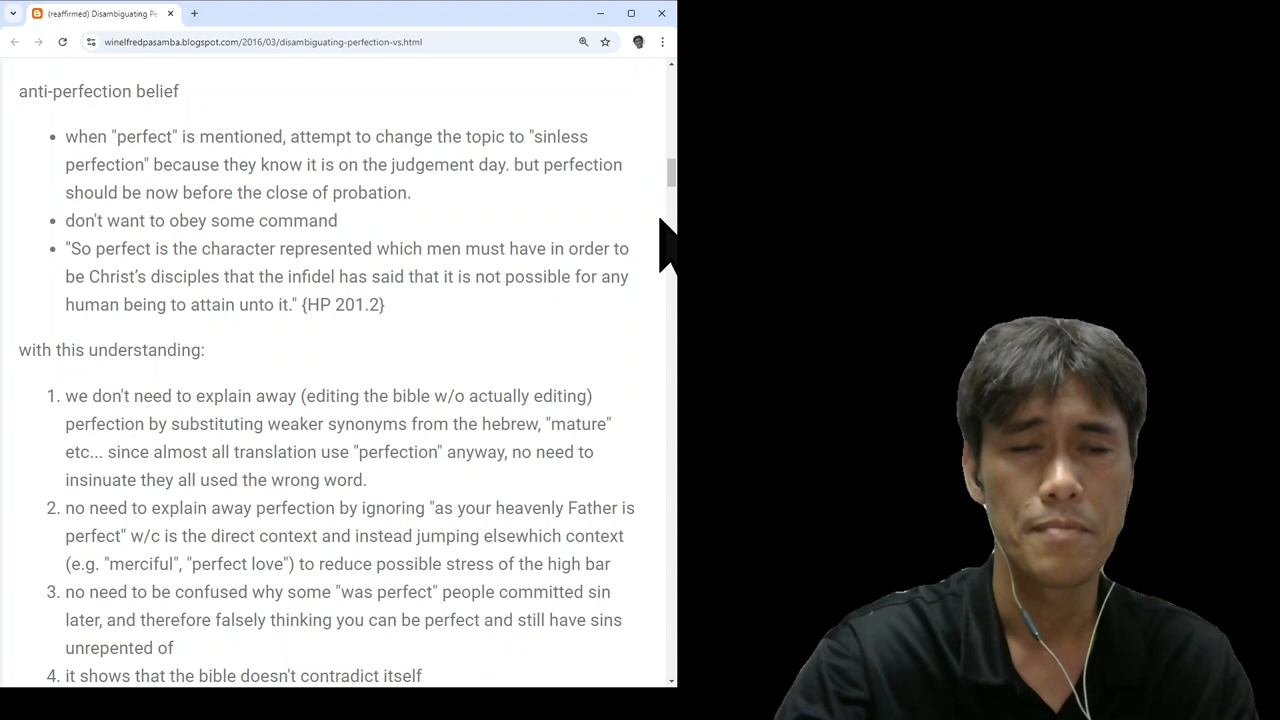 (reaffirmed) Disambiguating Pe
winelfredpasamba.blogspot.com/2016/03/disambiguating-perfection-vs.html
anti-perfection belief
when "perfect" is mentioned, attempt to change the topic to "sinless
perfection" because they know it is on the judgement day. but perfection
should be now before the close of probation.
don't want to obey some command
"So perfect is the character represented which men must have in order to
be Christ’s disciples that the infidel has said that it is not possible for any
human being to attain unto it." {HP 201.2}
with this understanding:
1. we don't need to explain away (editing the bible w/o actually editing)
perfection by substituting weaker synonyms from the hebrew, "mature"
etc... since almost all translation use "perfection" anyway, no need to
insinuate they all used the wrong word.
2. no need to explain away perfection by ignoring "as your heavenly Father is
perfect" w/c is the direct context and instead jumping elsewhich context
(e.g. "merciful", "perfect love") to reduce possible stress of the high bar
3. no need to be confused why some "was perfect" people committed sin
later, and therefore falsely thinking you can be perfect and still have sins
unrepented of
4. it shows that the bible doesn't contradict itself